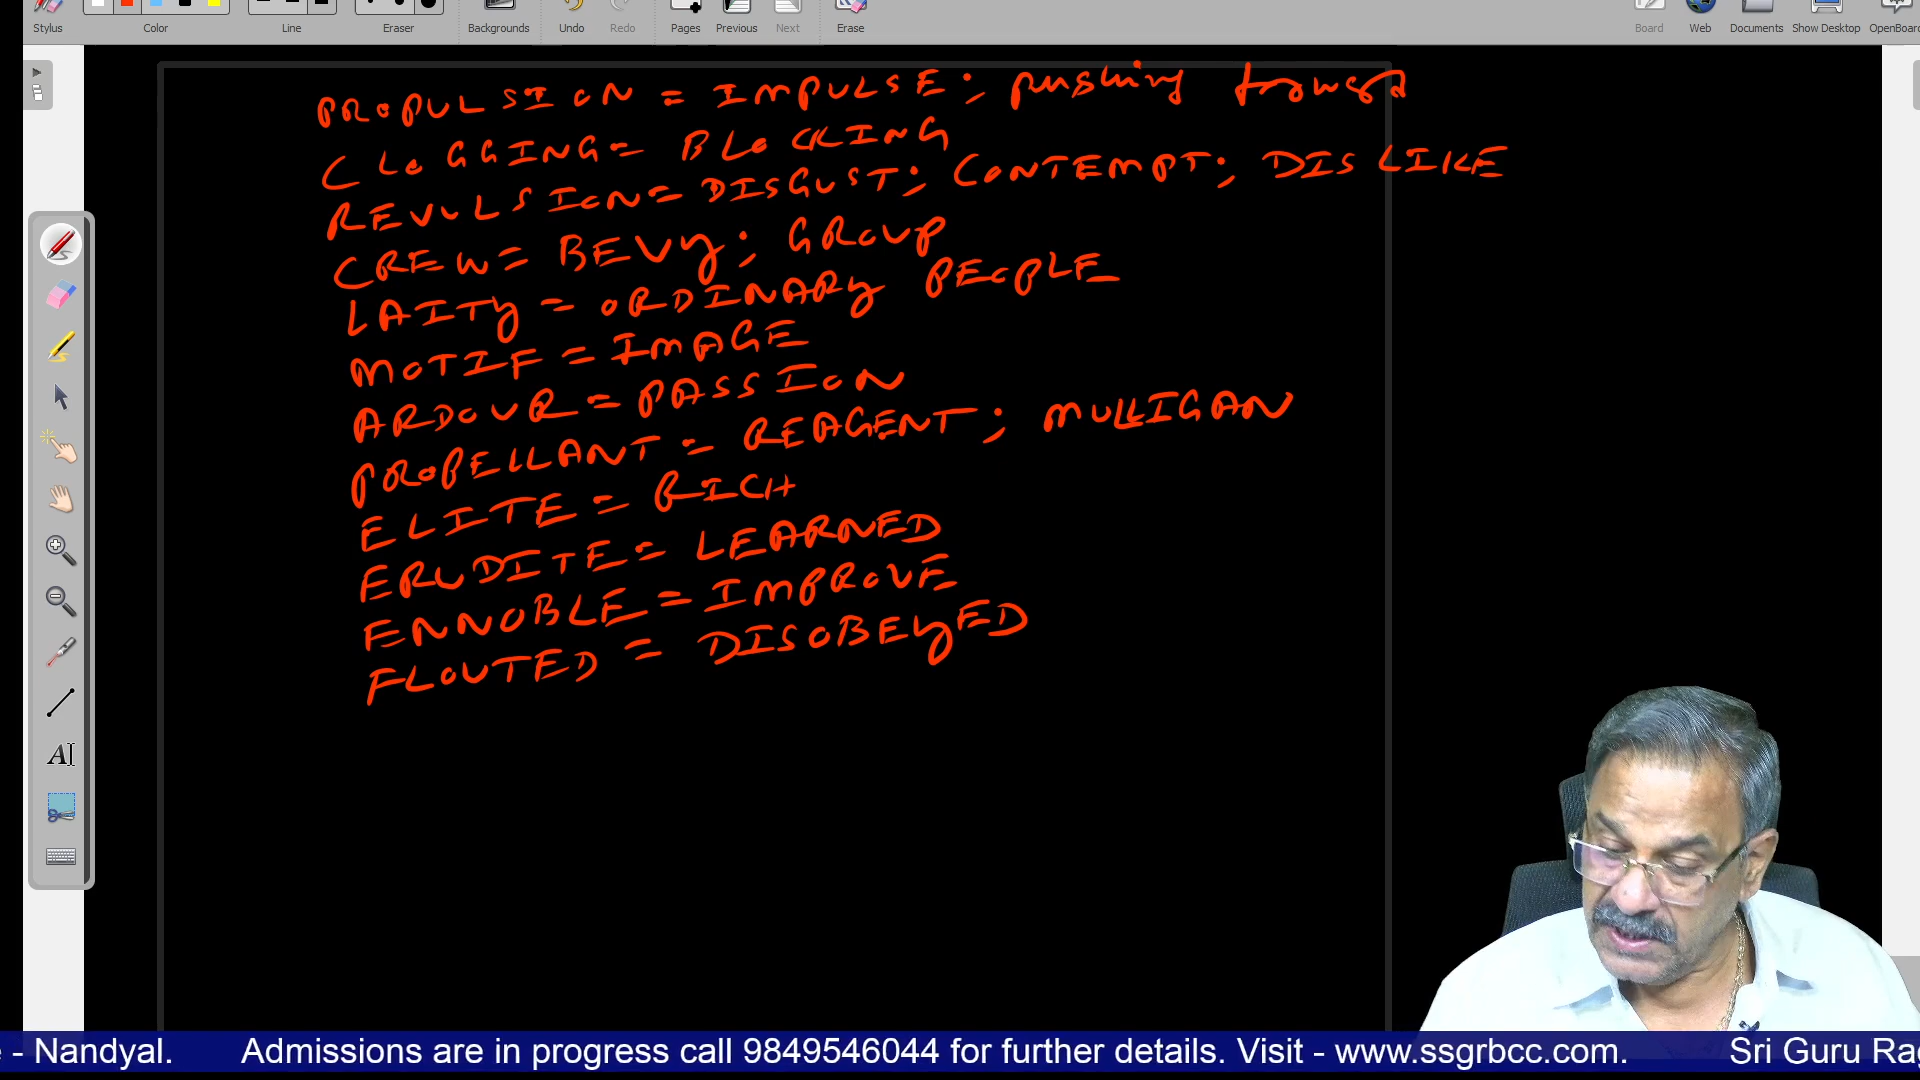 Stylus Color Line Eraser Backgrounds Undo Redo Pages Previous Next Erase Board Web Documents Show Desktop OpenBoard
PROPULSION = IMPULSE; pushing forward
CLOGGING = BLOCKING
REVULSION = DISGUST; CONTEMPT; DISLIKE
CREW = BEVY; GROUP
LAITY = ORDINARY PEOPLE
MOTIF = IMAGE
ARDOUR = PASSION
PROPELLANT = REAGENT; MULLIGAN
ELITE = RICH
ERUDITE = LEARNED
ENNOBLE = IMPROVE
FLOUTED = DISOBEYED
- Nandyal. Admissions are in progress call 9849546044 for further details. Visit - www.ssgrbcc.com. Sri Guru